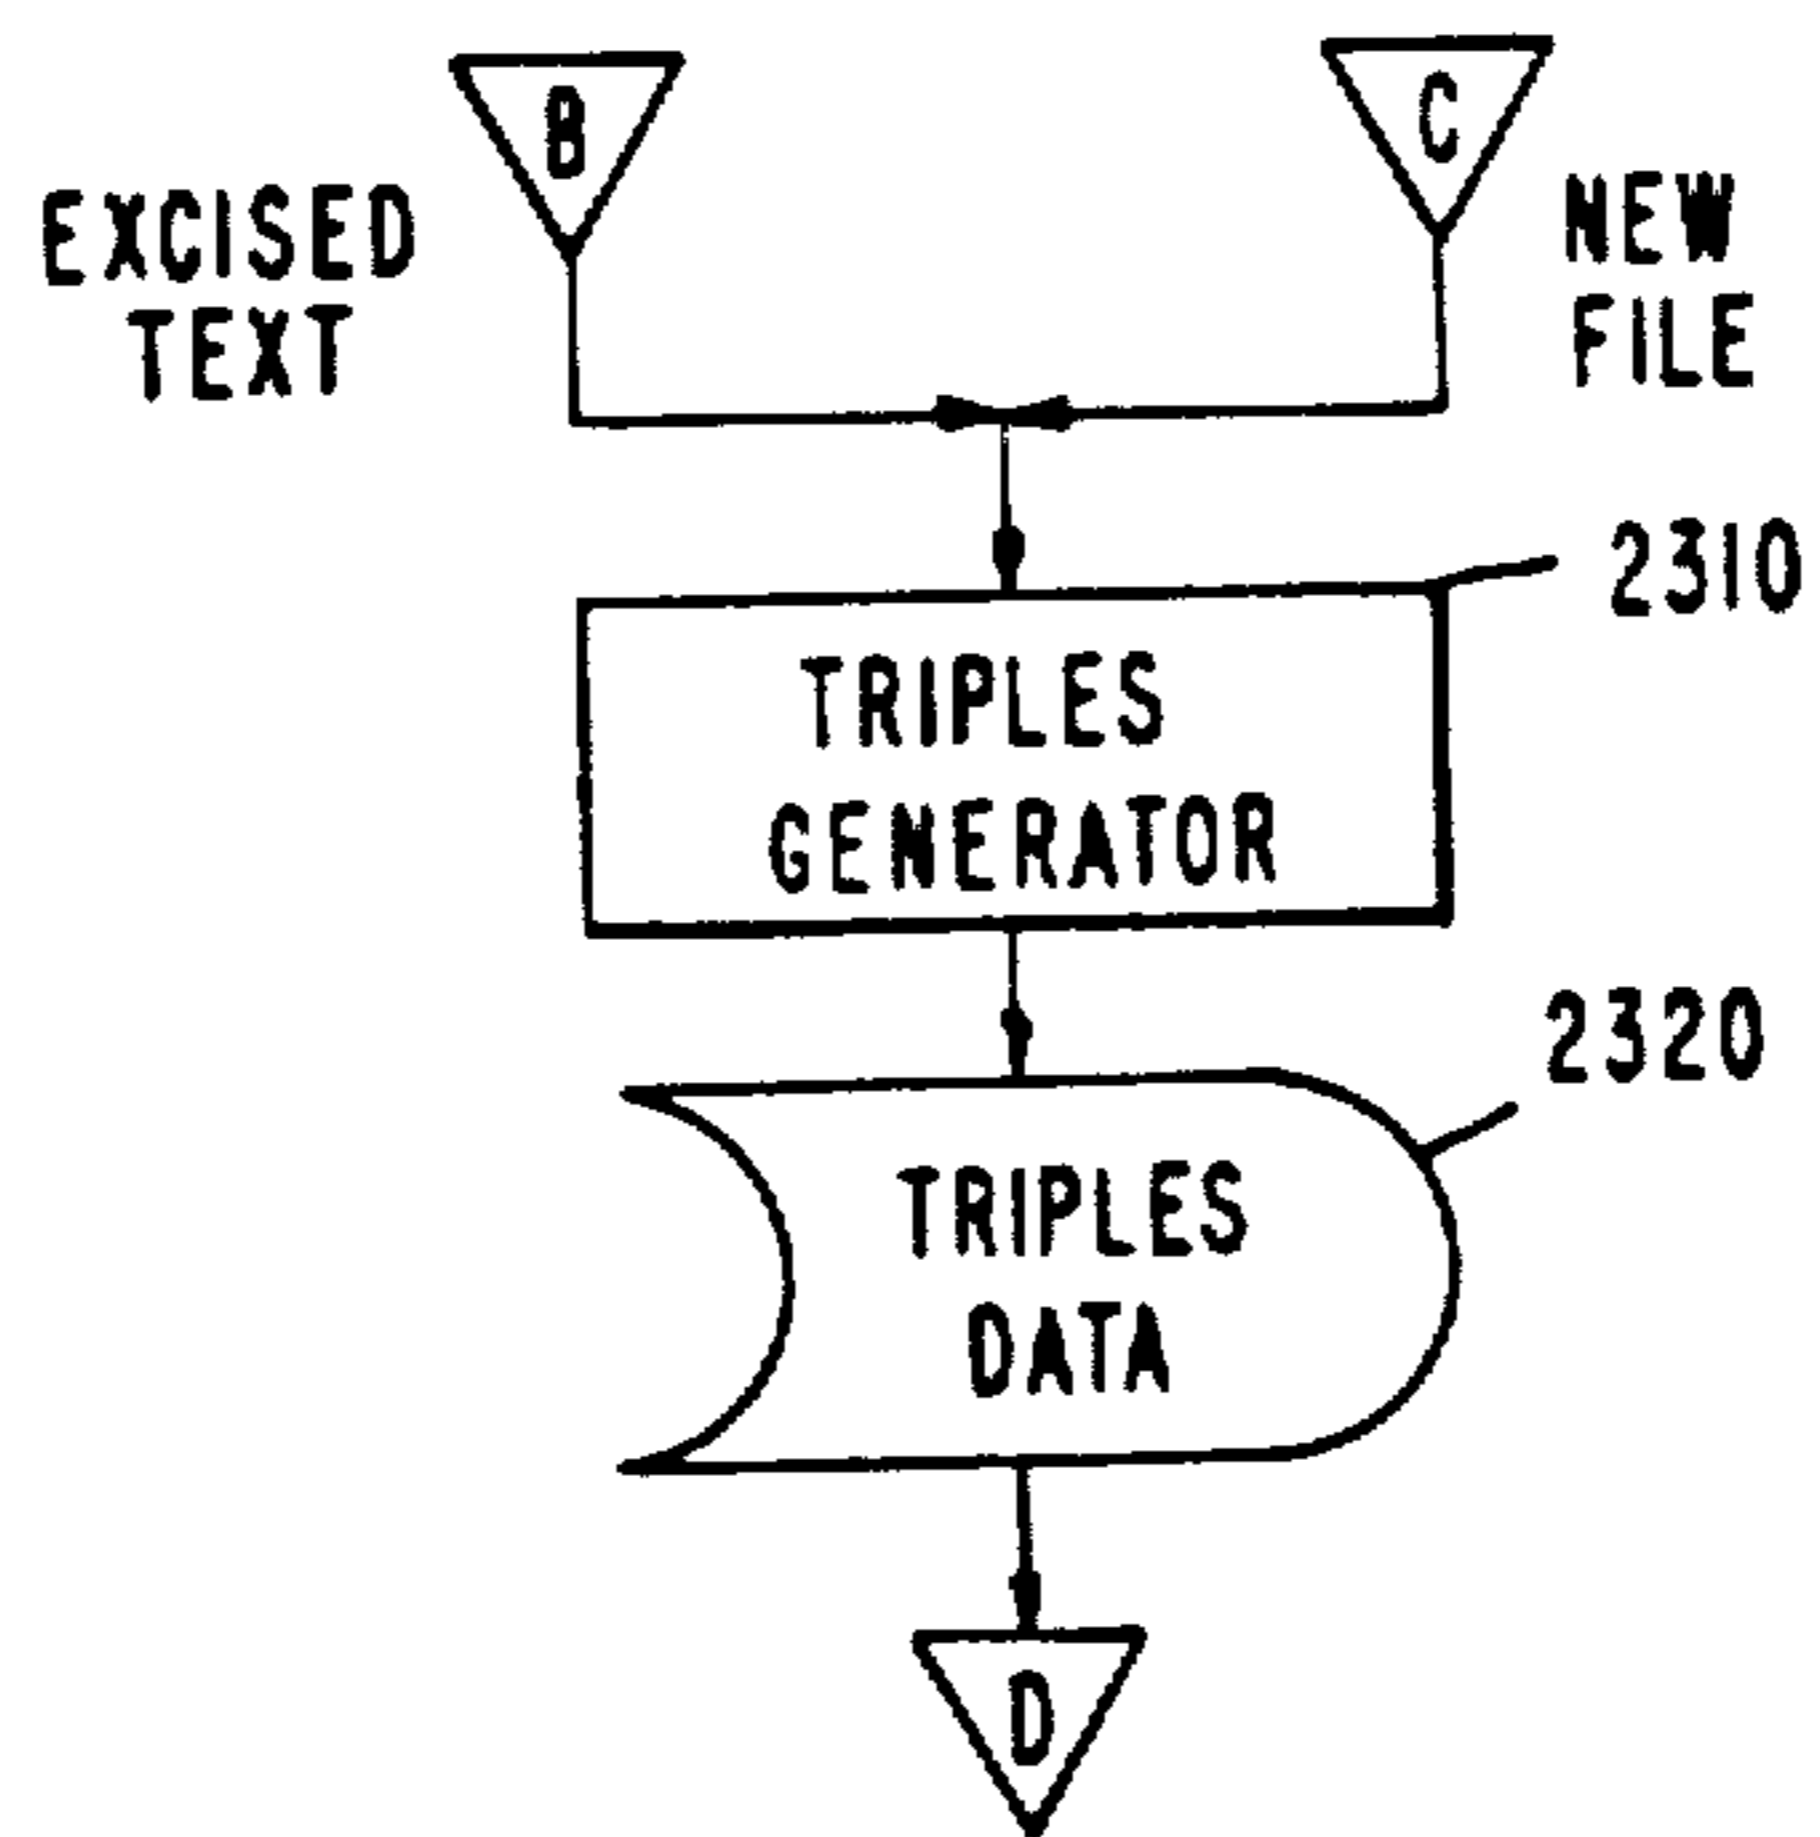 B
C
EXCISED
TEXT
NEW
FILE
2310
TRIPLES
GENERATOR
2320
TRIPLES
DATA
D